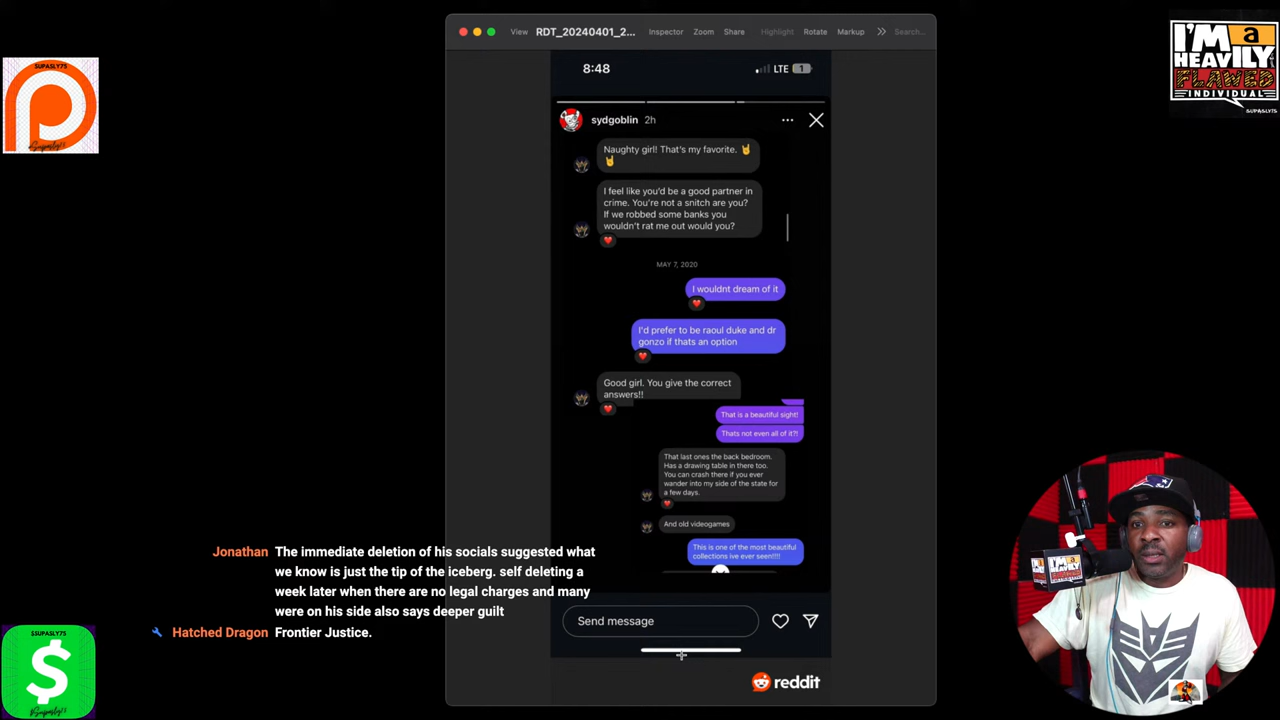 SUPASLY75
$UPASLY75
$
$UPASLY75
View
RDT_20240401_2...
Inspector
Zoom
Share
Highlight
Rotate
Markup
Search...
8:48
LTE
1
sydgoblin 2h
Naughty girl! That's my favorite. 🤘
🤘
I feel like you'd be a good partner in
crime. You're not a snitch are you?
If we robbed some banks you
wouldn't rat me out would you?
MAY 7, 2020
I wouldnt dream of it
I'd prefer to be raoul duke and dr
gonzo if thats an option
Good girl. You give the correct
answers!!
That is a beautiful sight!
Thats not even all of it?!
That last ones the back bedroom.
Has a drawing table in there too.
You can crash there if you ever
wander into my side of the state for
a few days.
And old videogames
This is one of the most beautiful
collections ive ever seen!!!!
Send message
reddit
Jonathan The immediate deletion of his socials suggested what
we know is just the tip of the iceberg. self deleting a
week later when there are no legal charges and many
were on his side also says deeper guilt
Hatched Dragon Frontier Justice.
I'M a
HEAVILY
FLAWED
INDIVIDUAL
SUPASLY75